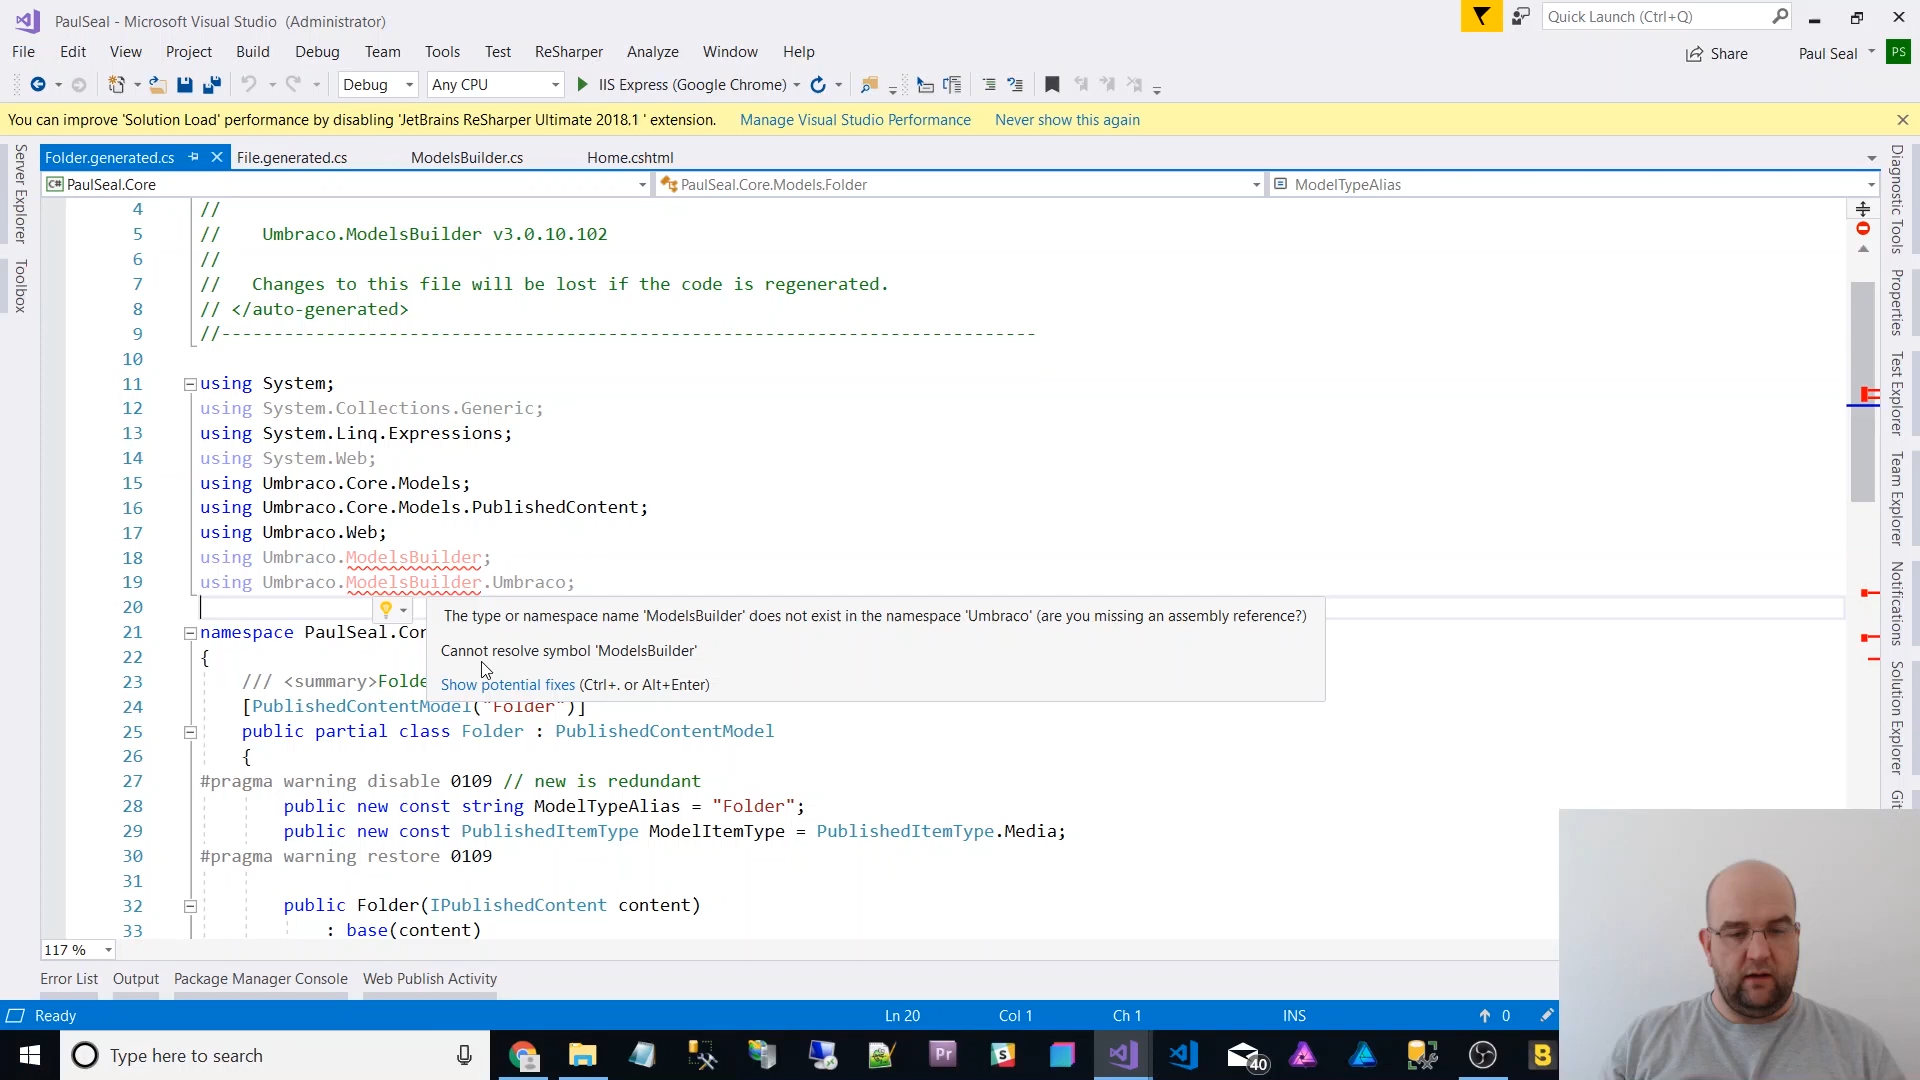 PaulSeal - Microsoft Visual Studio (Administrator)
Quick Launch (Ctrl+Q)
File Edit View Project Build Debug Team Tools Test ReSharper Analyze Window Help
Share
Paul Seal
PS
Debug
Any CPU
IIS Express (Google Chrome)
You can improve 'Solution Load' performance by disabling 'JetBrains ReSharper Ultimate 2018.1 ' extension. Manage Visual Studio Performance Never show this again
Server Explorer
Toolbox
Folder.generated.cs File.generated.cs ModelsBuilder.cs Home.cshtml
C# PaulSeal.Core
PaulSeal.Core.Models.Folder
ModelTypeAlias
4 //
5 // Umbraco.ModelsBuilder v3.0.10.102
6 //
7 // Changes to this file will be lost if the code is regenerated.
8 // </auto-generated>
9 //------------------------------------------------------------------------------
10
11 using System;
12 using System.Collections.Generic;
13 using System.Linq.Expressions;
14 using System.Web;
15 using Umbraco.Core.Models;
16 using Umbraco.Core.Models.PublishedContent;
17 using Umbraco.Web;
18 using Umbraco.ModelsBuilder;
19 using Umbraco.ModelsBuilder.Umbraco;
20
The type or namespace name 'ModelsBuilder' does not exist in the namespace 'Umbraco' (are you missing an assembly reference?)
Cannot resolve symbol 'ModelsBuilder'
Show potential fixes (Ctrl+. or Alt+Enter)
21 namespace PaulSeal.Cor
22 {
23 /// <summary>Folde
24 [PublishedContentModel("Folder")]
25 public partial class Folder : PublishedContentModel
26 {
27 #pragma warning disable 0109 // new is redundant
28 public new const string ModelTypeAlias = "Folder";
29 public new const PublishedItemType ModelItemType = PublishedItemType.Media;
30 #pragma warning restore 0109
31
32 public Folder(IPublishedContent content)
33 : base(content)
Diagnostic Tools
Properties
Test Explorer
Team Explorer
Notifications
Solution Explorer
Git
117 %
Error List Output Package Manager Console Web Publish Activity
Ready
Ln 20
Col 1
Ch 1
INS
0
Type here to search
Pr
S
40
B